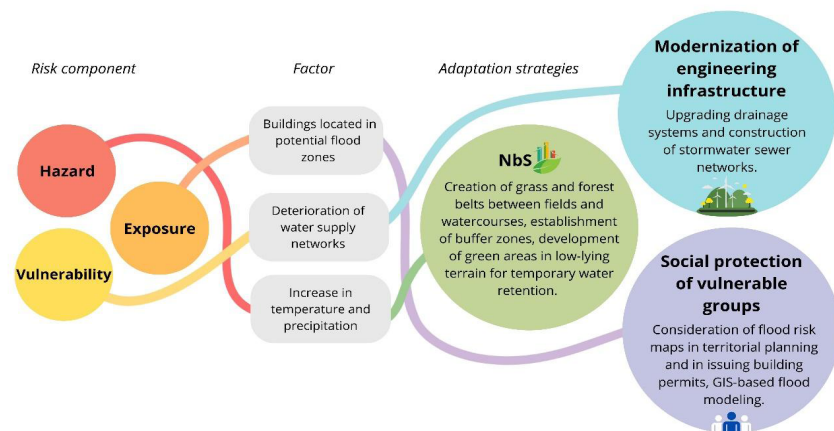 Risk component
Factor
Adaptation strategies
Hazard
Exposure
Vulnerability
Buildings located in
potential flood
zones
Deterioration of
water supply
networks
Increase in
temperature and
precipitation
NbS
Creation of grass and forest
belts between fields and
watercourses, establishment
of buffer zones, development
of green areas in low-lying
terrain for temporary water
retention.
Modernization of
engineering
infrastructure
Upgrading drainage
systems and construction
of stormwater sewer
networks.
Social protection
of vulnerable
groups
Consideration of flood risk
maps in territorial planning
and in issuing building
permits, GIS-based flood
modeling.